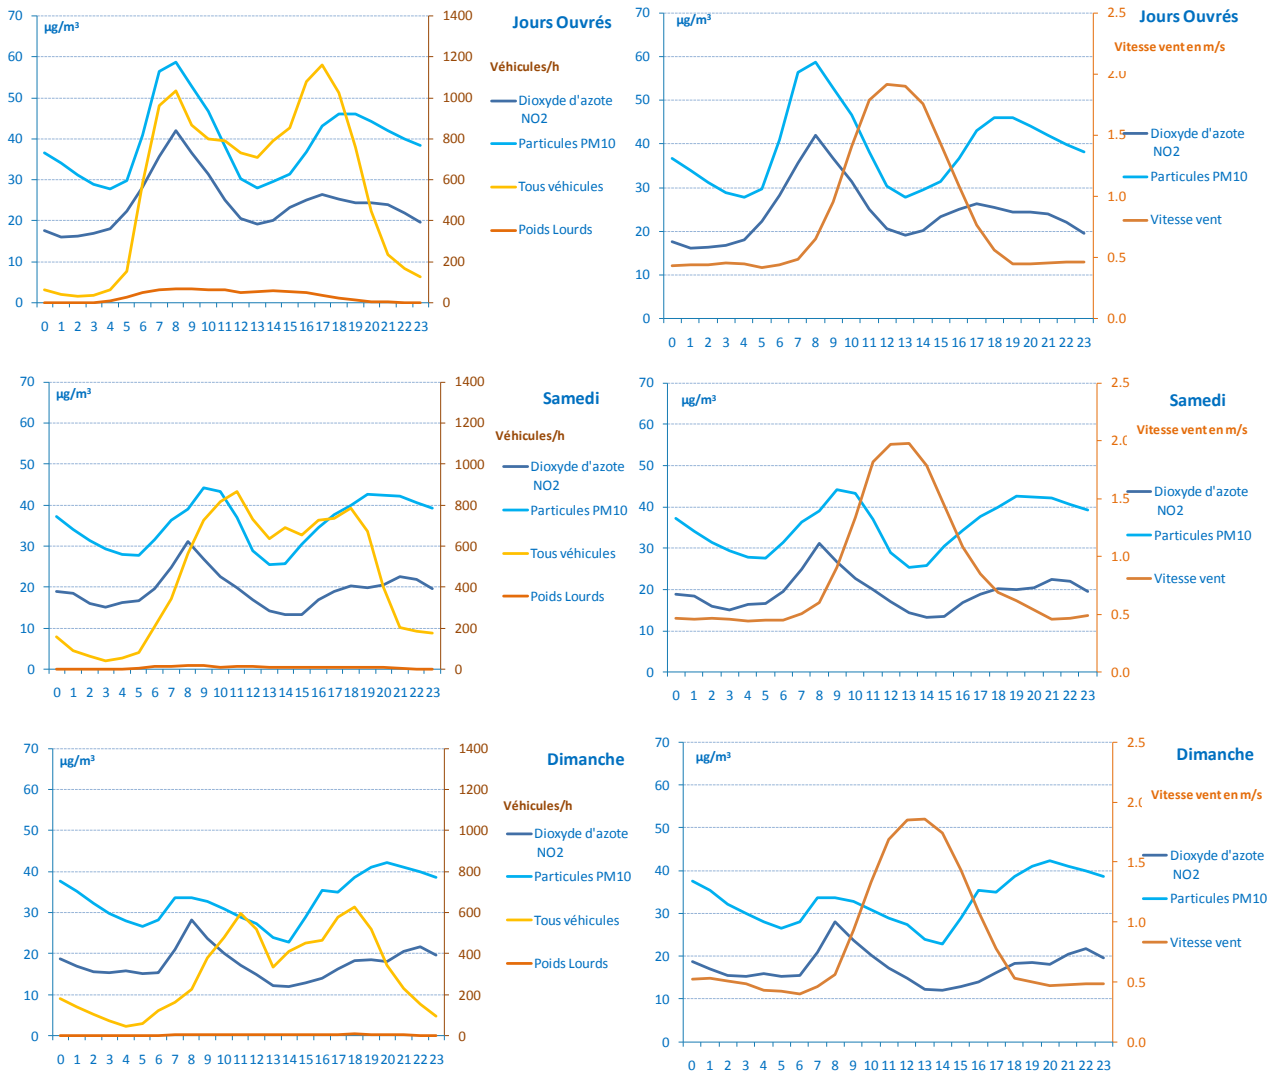 70
60
50
40
30
20
10
0
µg/m³
1400
1200
1000
800
600
400
200
0
Jours Ouvrés
Véhicules/h
Dioxyde d'azote
NO2
Particules PM10
Tous véhicules
Poids Lourds
0 1 2 3 4 5 6 7 8 9 10 11 12 13 14 15 16 17 18 19 20 21 22 23
70
60
50
40
30
20
10
0
µg/m³
2.5
2.0
1.5
1.0
0.5
0.0
Jours Ouvrés
Vitesse vent en m/s
Dioxyde d'azote
NO2
Particules PM10
Vitesse vent
0 1 2 3 4 5 6 7 8 9 10 11 12 13 14 15 16 17 18 19 20 21 22 23
70
60
50
40
30
20
10
0
µg/m³
1400
1200
1000
800
600
400
200
0
Samedi
Véhicules/h
Dioxyde d'azote
NO2
Particules PM10
Tous véhicules
Poids Lourds
0 1 2 3 4 5 6 7 8 9 10 11 12 13 14 15 16 17 18 19 20 21 22 23
70
60
50
40
30
20
10
0
µg/m³
2.5
2.0
1.5
1.0
0.5
0.0
Samedi
Vitesse vent en m/s
Dioxyde d'azote
NO2
Particules PM10
Vitesse vent
0 1 2 3 4 5 6 7 8 9 10 11 12 13 14 15 16 17 18 19 20 21 22 23
70
60
50
40
30
20
10
0
µg/m³
1400
1200
1000
800
600
400
200
0
Dimanche
Véhicules/h
Dioxyde d'azote
NO2
Particules PM10
Tous véhicules
Poids Lourds
0 1 2 3 4 5 6 7 8 9 10 11 12 13 14 15 16 17 18 19 20 21 22 23
70
60
50
40
30
20
10
0
µg/m³
2.5
2.0
1.5
1.0
0.5
0.0
Dimanche
Vitesse vent en m/s
Dioxyde d'azote
NO2
Particules PM10
Vitesse vent
0 1 2 3 4 5 6 7 8 9 10 11 12 13 14 15 16 17 18 19 20 21 22 23